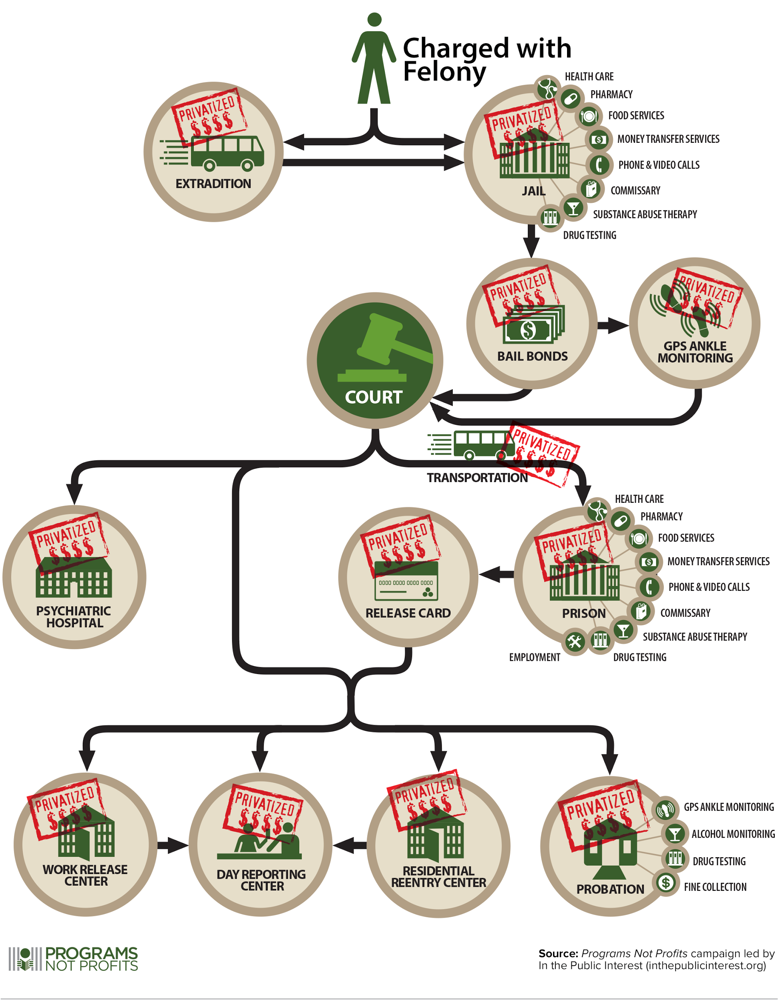 Charged with
Felony
PRIVATIZED
$$$$
EXTRADITION
PRIVATIZED
$$$$
JAIL
HEALTH CARE
PHARMACY
FOOD SERVICES
MONEY TRANSFER SERVICES
PHONE & VIDEO CALLS
COMMISSARY
SUBSTANCE ABUSE THERAPY
DRUG TESTING
PRIVATIZED
$$$$
$
BAIL BONDS
PRIVATIZED
$$$$
GPS ANKLE
MONITORING
COURT
PRIVATIZED
$$$$
TRANSPORTATION
PRIVATIZED
$$$$
PSYCHIATRIC
HOSPITAL
PRIVATIZED
$$$$
0000 0000 0000 0000
RELEASE CARD
PRIVATIZED
$$$$
PRISON
HEALTH CARE
PHARMACY
FOOD SERVICES
$
MONEY TRANSFER SERVICES
PHONE & VIDEO CALLS
COMMISSARY
SUBSTANCE ABUSE THERAPY
DRUG TESTING
EMPLOYMENT
PRIVATIZED
$$$$
WORK RELEASE
CENTER
PRIVATIZED
$$$$
DAY REPORTING
CENTER
PRIVATIZED
$$$$
RESIDENTIAL
REENTRY CENTER
PRIVATIZED
$$$$
PROBATION
GPS ANKLE MONITORING
ALCOHOL MONITORING
DRUG TESTING
$
FINE COLLECTION
PROGRAMS
NOT PROFITS
Source: Programs Not Profits campaign led by
In the Public Interest (inthepublicinterest.org)